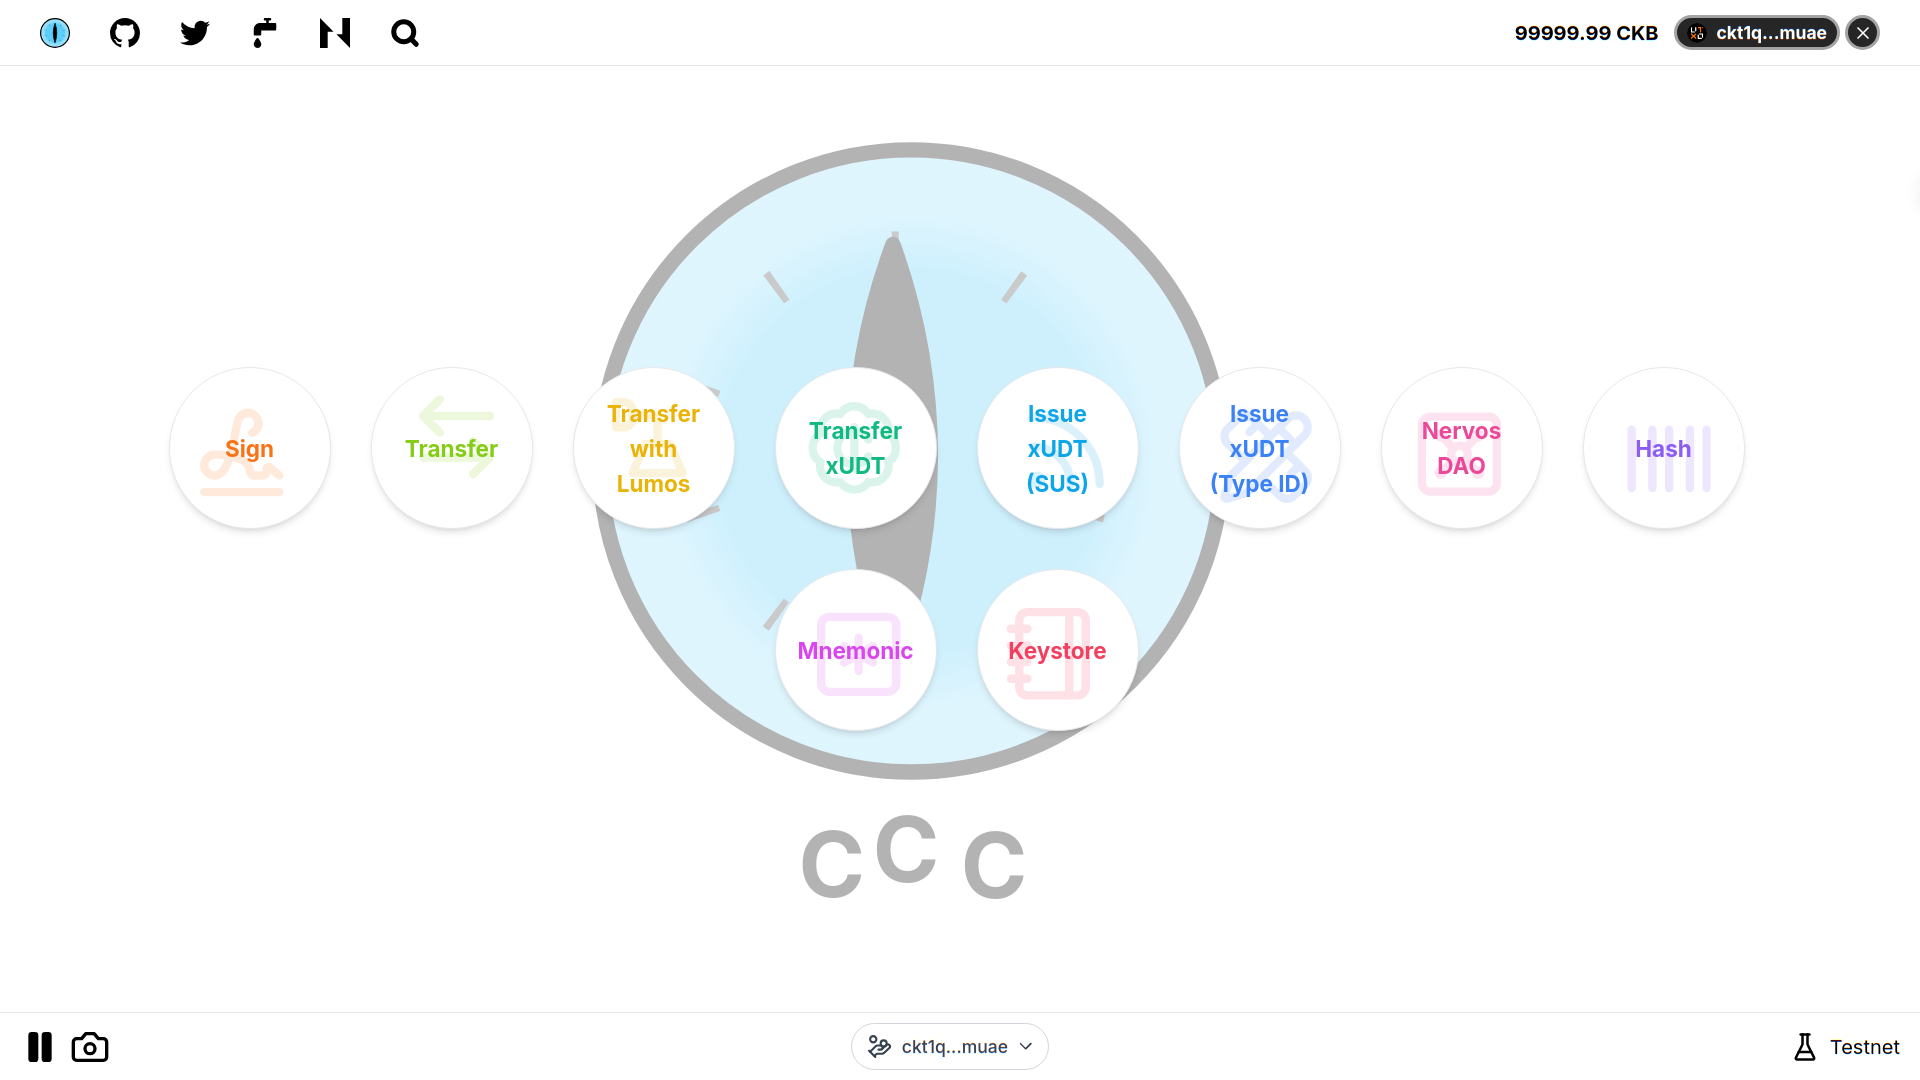 99999.99 CKB
ckt1q...muae
Sign
Transfer
Transfer
with
Lumos
Transfer
xUDT
Issue
xUDT
(SUS)
Issue
xUDT
(Type ID)
Nervos
DAO
Hash
Mnemonic
Keystore
C C C
ckt1q...muae
Testnet